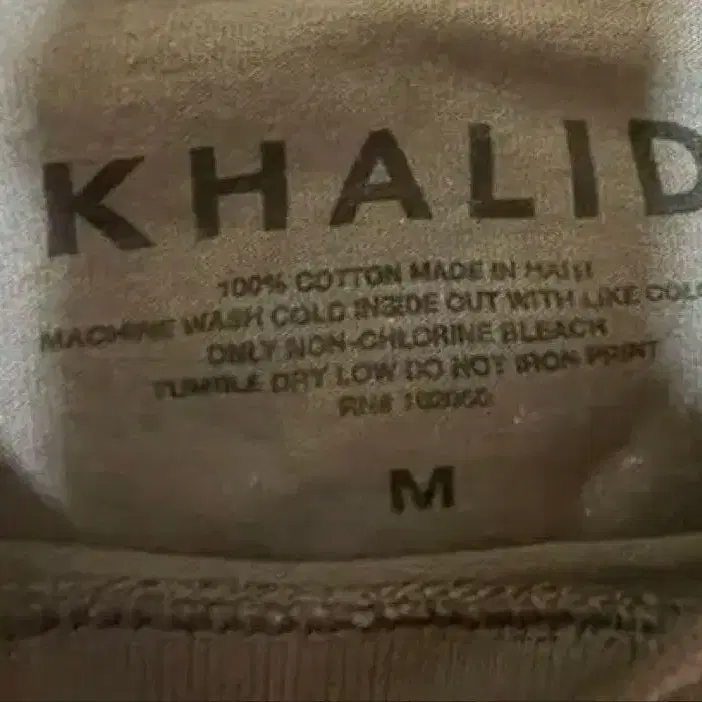 KHALID
100% COTTON MADE IN HAITI
MACHINE WASH COLD INSIDE OUT WITH LIKE
ONLY NON-CHLORINE BLEACH
TUMBLE DRY LOW DO NOT IRON PRINT
RN#
M